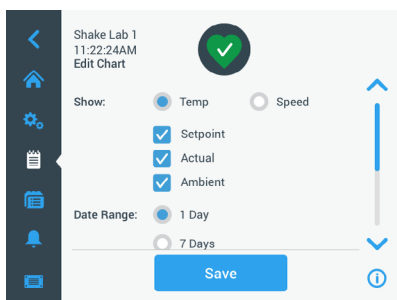 Shake Lab 1
11:22:24AM
Edit Chart
Show: Temp Speed
Setpoint
Actual
Ambient
Date Range: 1 Day
7 Days
Save